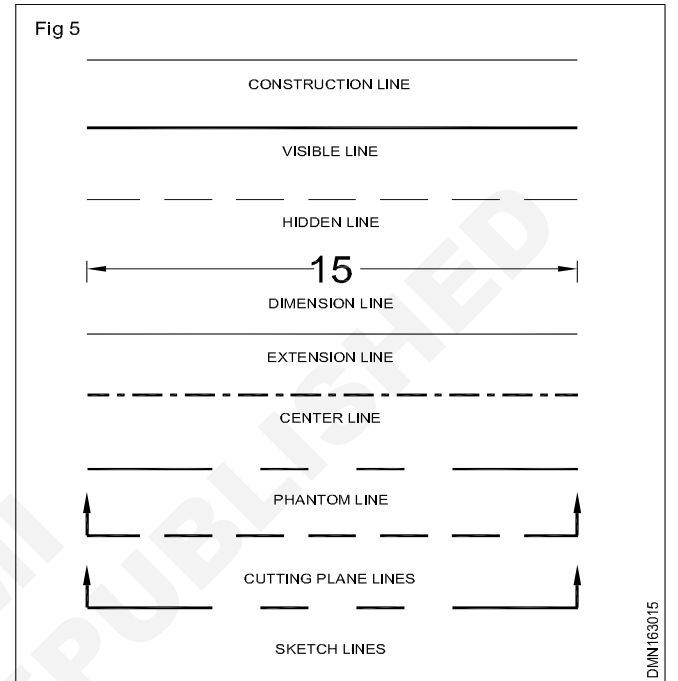 Fig 5
CONSTRUCTION LINE
VISIBLE LINE
HIDDEN LINE
15
DIMENSION LINE
EXTENSION LINE
CENTER LINE
PHANTOM LINE
CUTTING PLANE LINES
SKETCH LINES
DMN163015